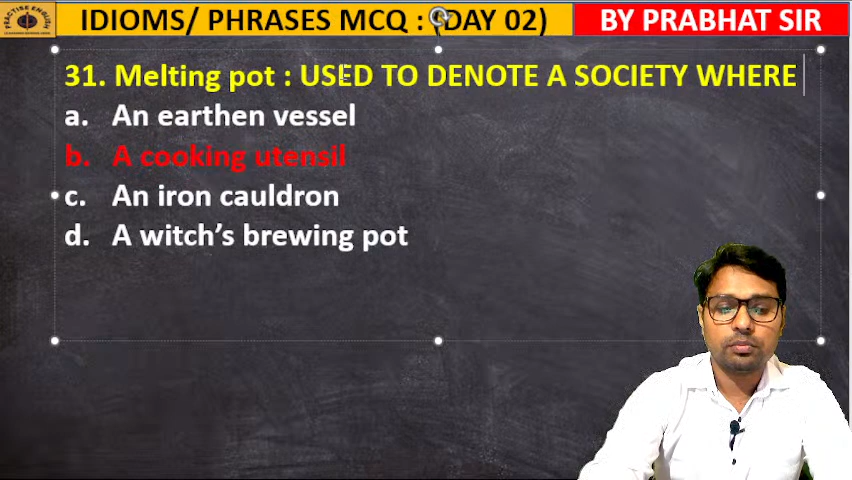 IDIOMS/ PHRASES MCQ : (DAY 02)
BY PRABHAT SIR
31. Melting pot : USED TO DENOTE A SOCIETY WHERE
a. An earthen vessel
b. A cooking utensil
c. An iron cauldron
d. A witch's brewing pot